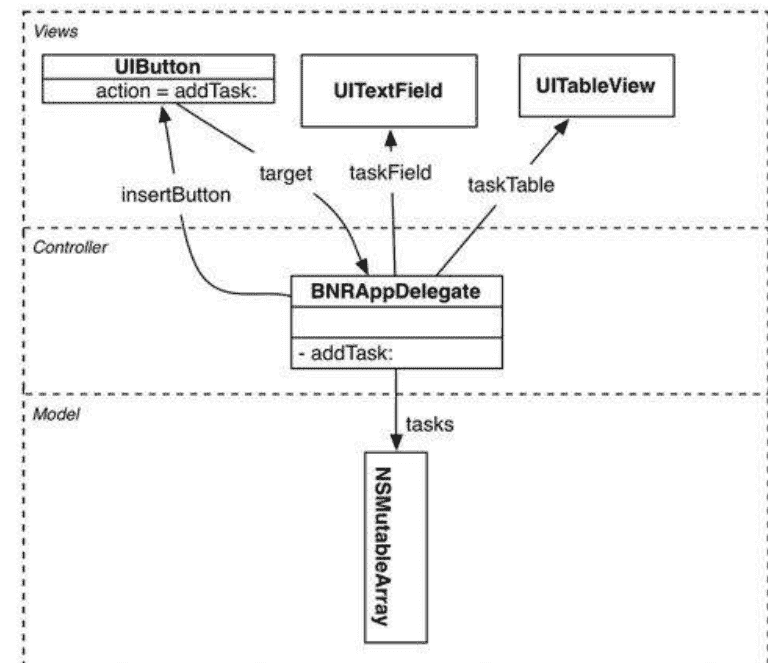 Views
UIButton
action = addTask:
UITextField
UITableView
insertButton
target
taskField
taskTable
Controller
BNRAppDelegate
- addTask:
Model
tasks
NSMutableArray